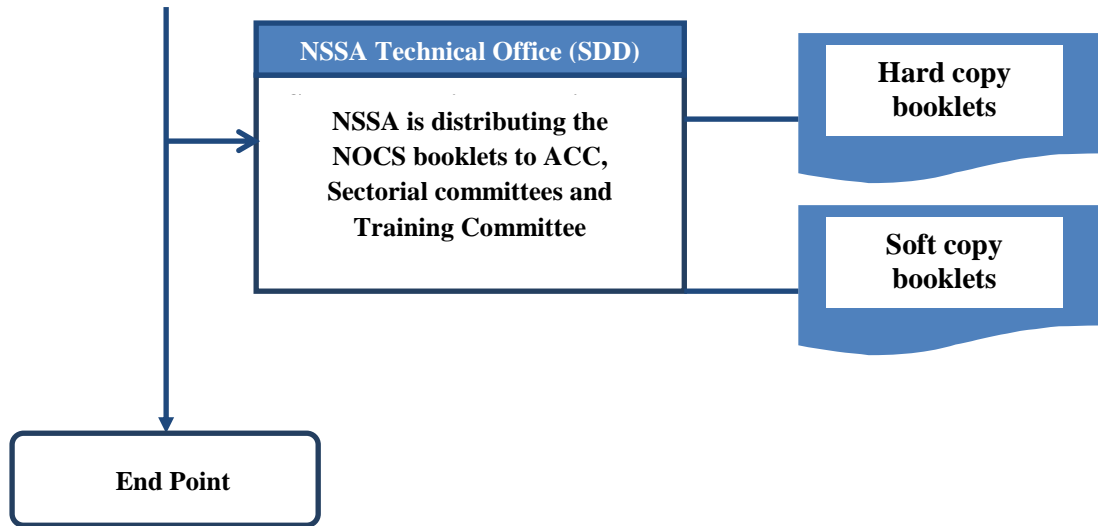 NSSA Technical Office (SDD)
NSSA is distributing the
NOCS booklets to ACC,
Sectorial committees and
Training Committee
Hard copy
booklets
Soft copy
booklets
End Point